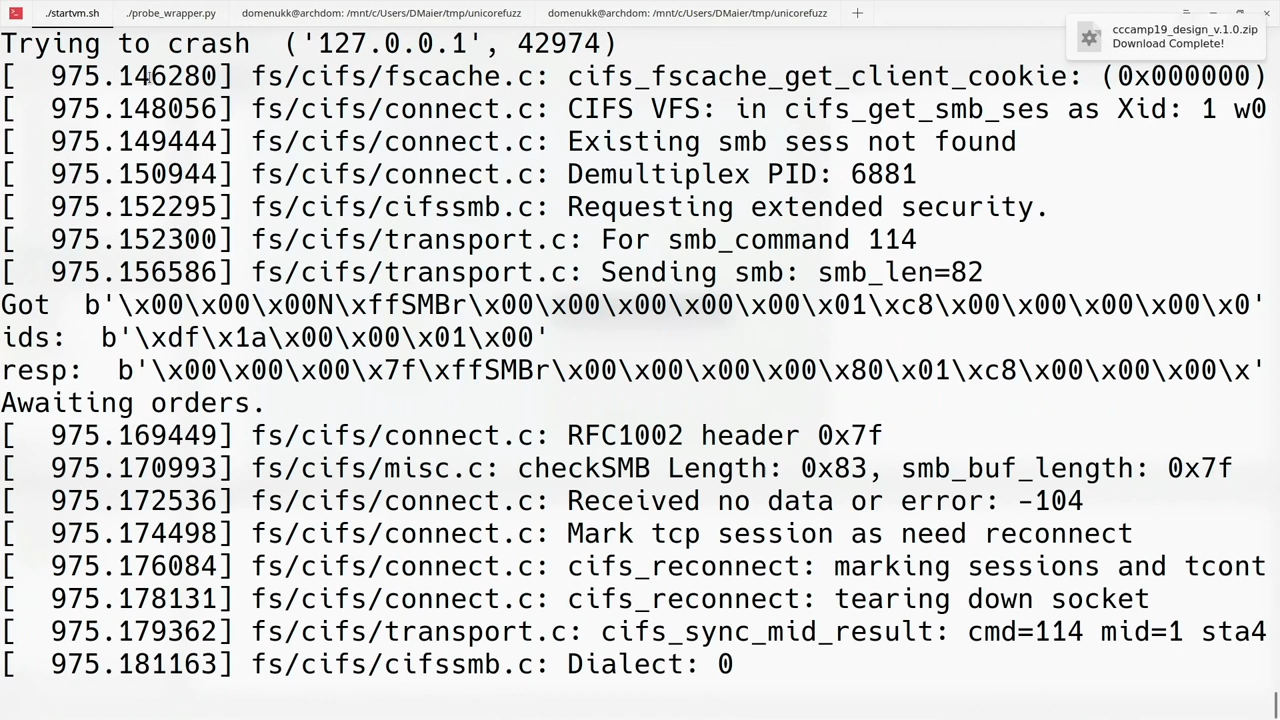 ./startvm.sh
./probe_wrapper.py
domenukk@archdom: /mnt/c/Users/DMaier/tmp/unicorefuzz
domenukk@archdom: /mnt/c/Users/DMaier/tmp/unicorefuzz
cccamp19_design_v.1.0.zip
Download Complete!
Trying to crash  ('127.0.0.1', 42974)
[  975.146280] fs/cifs/fscache.c: cifs_fscache_get_client_cookie: (0x000000)
[  975.148056] fs/cifs/connect.c: CIFS VFS: in cifs_get_smb_ses as Xid: 1 w0
[  975.149444] fs/cifs/connect.c: Existing smb sess not found
[  975.150944] fs/cifs/connect.c: Demultiplex PID: 6881
[  975.152295] fs/cifs/cifssmb.c: Requesting extended security.
[  975.152300] fs/cifs/transport.c: For smb_command 114
[  975.156586] fs/cifs/transport.c: Sending smb: smb_len=82
Got  b'\x00\x00\x00N\xffSMBr\x00\x00\x00\x00\x00\x01\xc8\x00\x00\x00\x00\x0'
ids:  b'\xdf\x1a\x00\x00\x01\x00'
resp:  b'\x00\x00\x00\x7f\xffSMBr\x00\x00\x00\x00\x80\x01\xc8\x00\x00\x00\x'
Awaiting orders.
[  975.169449] fs/cifs/connect.c: RFC1002 header 0x7f
[  975.170993] fs/cifs/misc.c: checkSMB Length: 0x83, smb_buf_length: 0x7f
[  975.172536] fs/cifs/connect.c: Received no data or error: -104
[  975.174498] fs/cifs/connect.c: Mark tcp session as need reconnect
[  975.176084] fs/cifs/connect.c: cifs_reconnect: marking sessions and tcont
[  975.178131] fs/cifs/connect.c: cifs_reconnect: tearing down socket
[  975.179362] fs/cifs/transport.c: cifs_sync_mid_result: cmd=114 mid=1 sta4
[  975.181163] fs/cifs/cifssmb.c: Dialect: 0